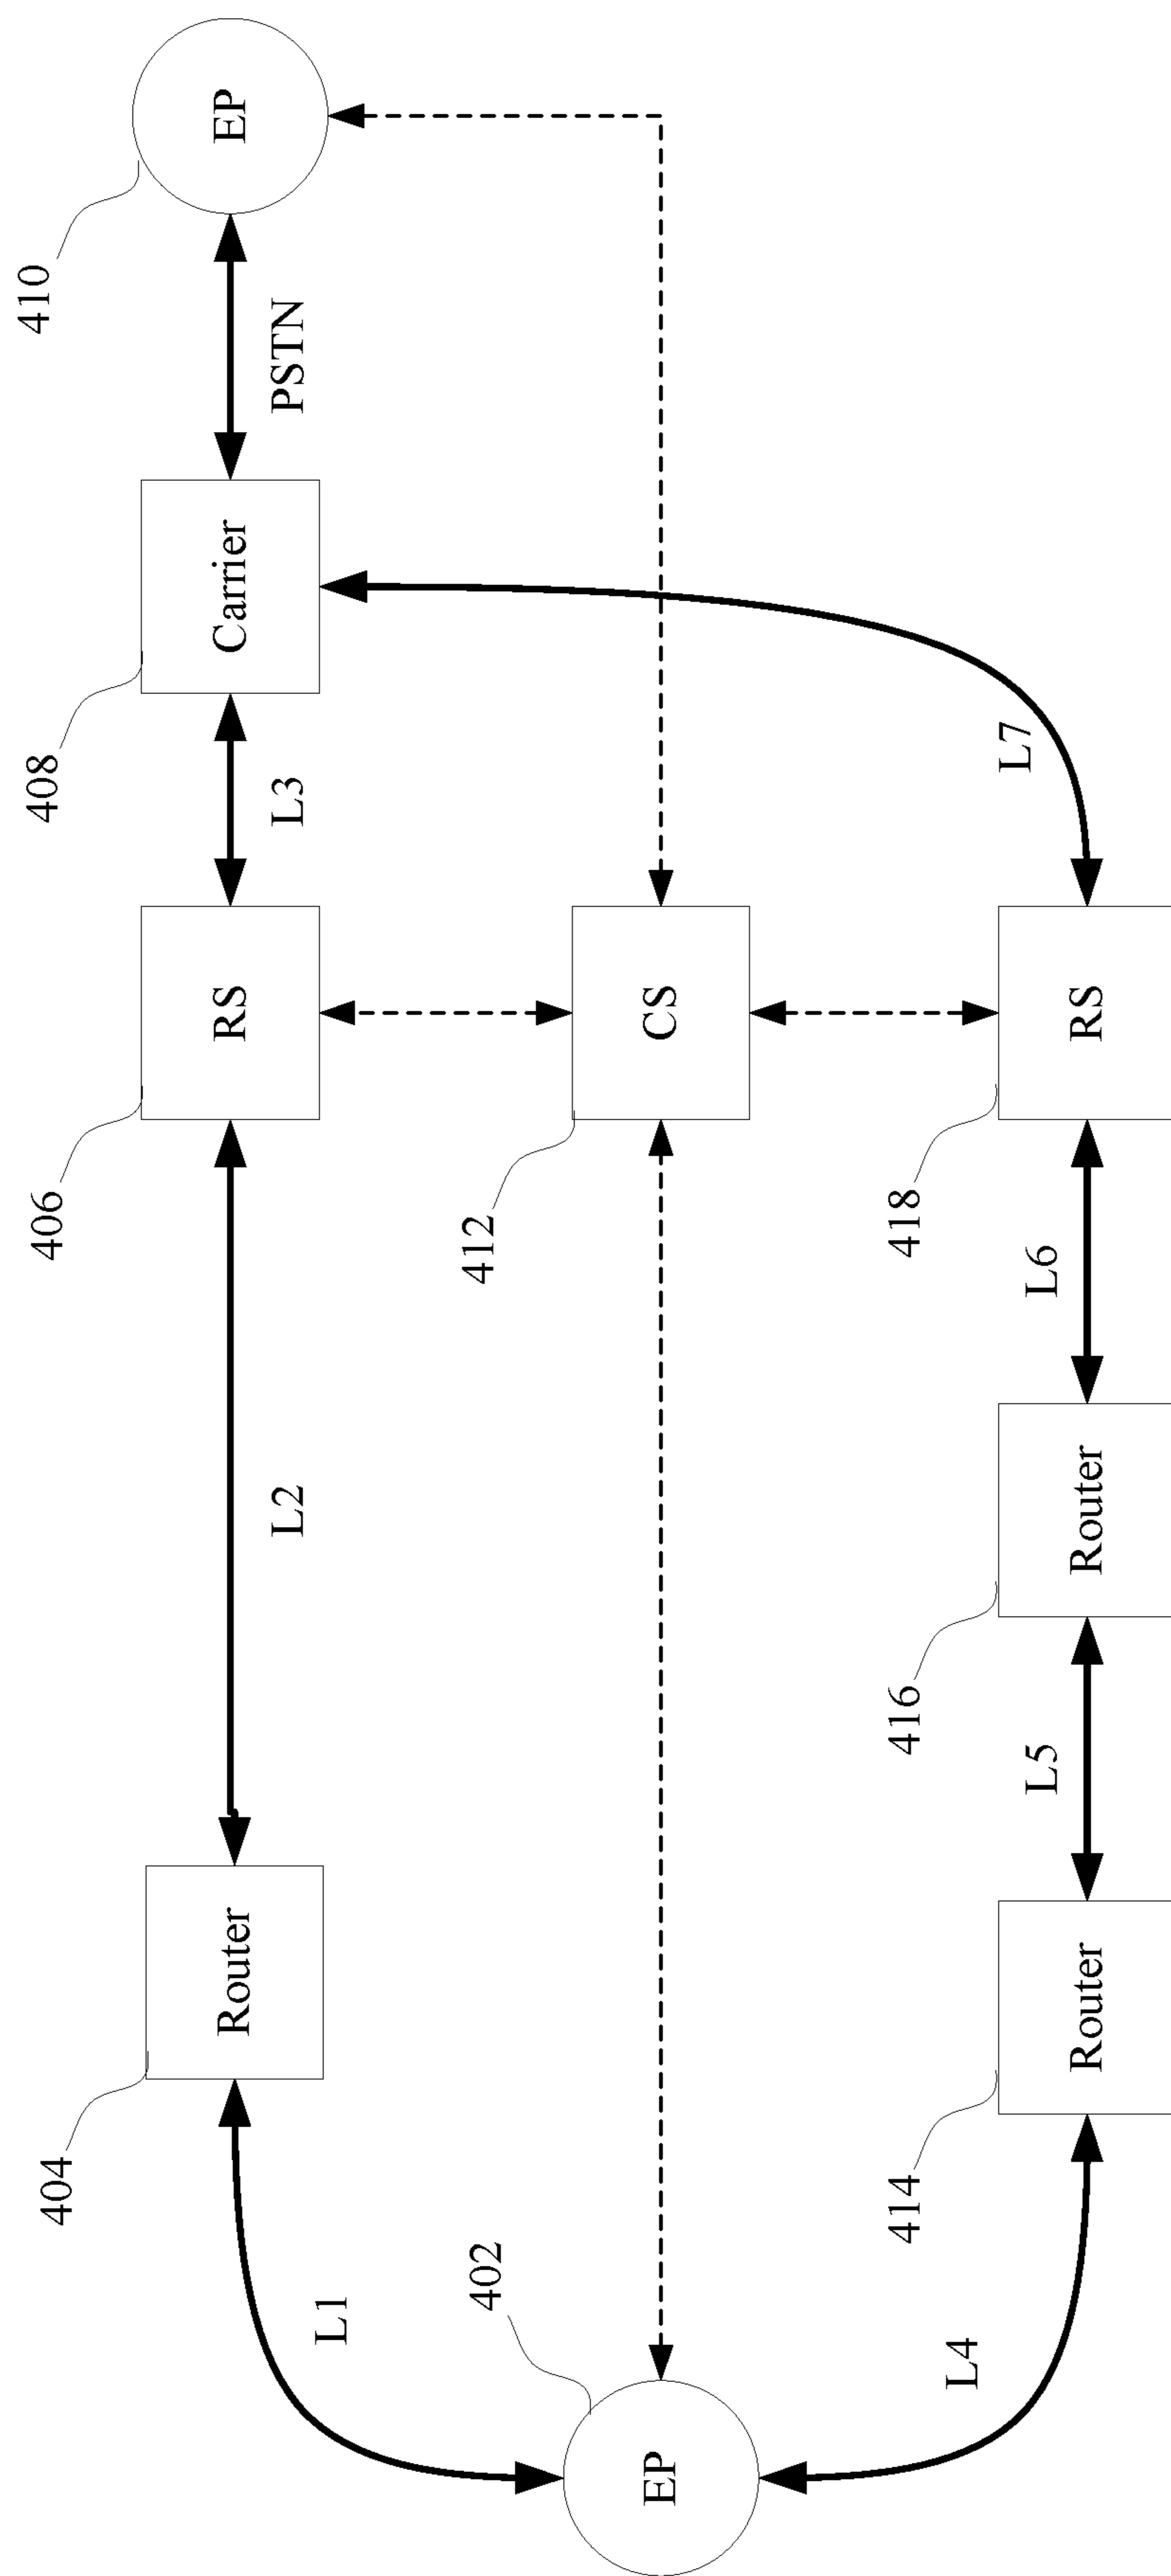 404
Router
L1
L2
406
RS
L3
408
Carrier
PSTN
410
EP
402
EP
412
CS
L4
414
Router
L5
416
Router
L6
418
RS
L7